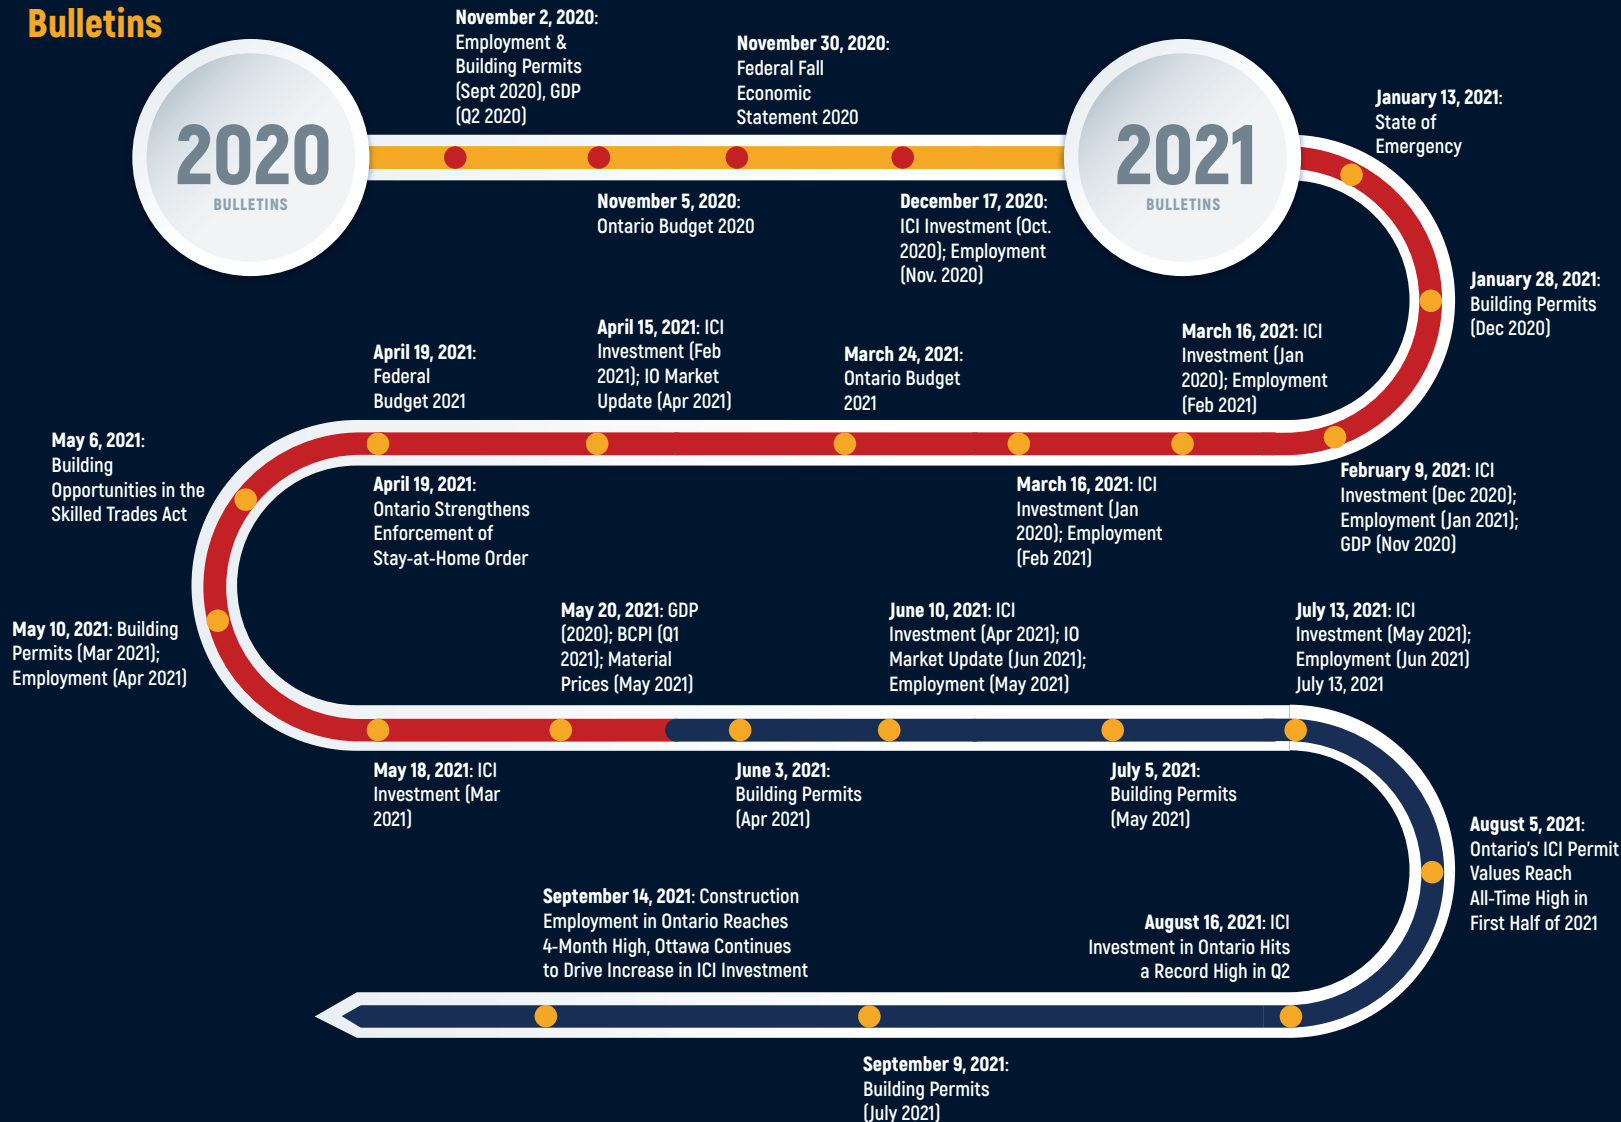 Bulletins
2020
BULLETINS
November 2, 2020:
Employment &
Building Permits
(Sept 2020), GDP
(Q2 2020)
November 5, 2020:
Ontario Budget 2020
November 30, 2020:
Federal Fall
Economic
Statement 2020
December 17, 2020:
ICI Investment (Oct.
2020); Employment
(Nov. 2020)
2021
BULLETINS
January 13, 2021:
State of
Emergency
January 28, 2021:
Building Permits
(Dec 2020)
February 9, 2021: ICI
Investment (Dec 2020);
Employment (Jan 2021);
GDP (Nov 2020)
March 16, 2021: ICI
Investment (Jan
2020); Employment
(Feb 2021)
March 16, 2021: ICI
Investment (Jan
2020); Employment
(Feb 2021)
March 24, 2021:
Ontario Budget
2021
April 15, 2021: ICI
Investment (Feb
2021); IO Market
Update (Apr 2021)
April 19, 2021:
Federal
Budget 2021
April 19, 2021:
Ontario Strengthens
Enforcement of
Stay-at-Home Order
May 6, 2021:
Building
Opportunities in the
Skilled Trades Act
May 10, 2021: Building
Permits (Mar 2021);
Employment (Apr 2021)
May 18, 2021: ICI
Investment (Mar
2021)
May 20, 2021: GDP
(2020); BCPI (Q1
2021); Material
Prices (May 2021)
June 3, 2021:
Building Permits
(Apr 2021)
June 10, 2021: ICI
Investment (Apr 2021); IO
Market Update (Jun 2021);
Employment (May 2021)
July 5, 2021:
Building Permits
(May 2021)
July 13, 2021: ICI
Investment (May 2021);
Employment (Jun 2021)
July 13, 2021
August 5, 2021:
Ontario's ICI Permit
Values Reach
All-Time High in
First Half of 2021
August 16, 2021: ICI
Investment in Ontario Hits
a Record High in Q2
September 9, 2021:
Building Permits
(July 2021)
September 14, 2021: Construction
Employment in Ontario Reaches
4-Month High, Ottawa Continues
to Drive Increase in ICI Investment